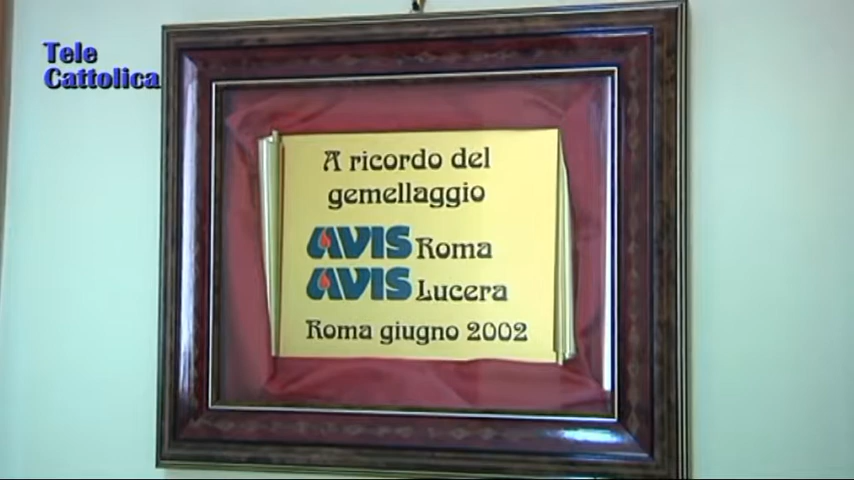 Tele
Cattolica
A ricordo del
gemellaggio
AVIS Roma
AVIS Lucera
Roma giugno 2002